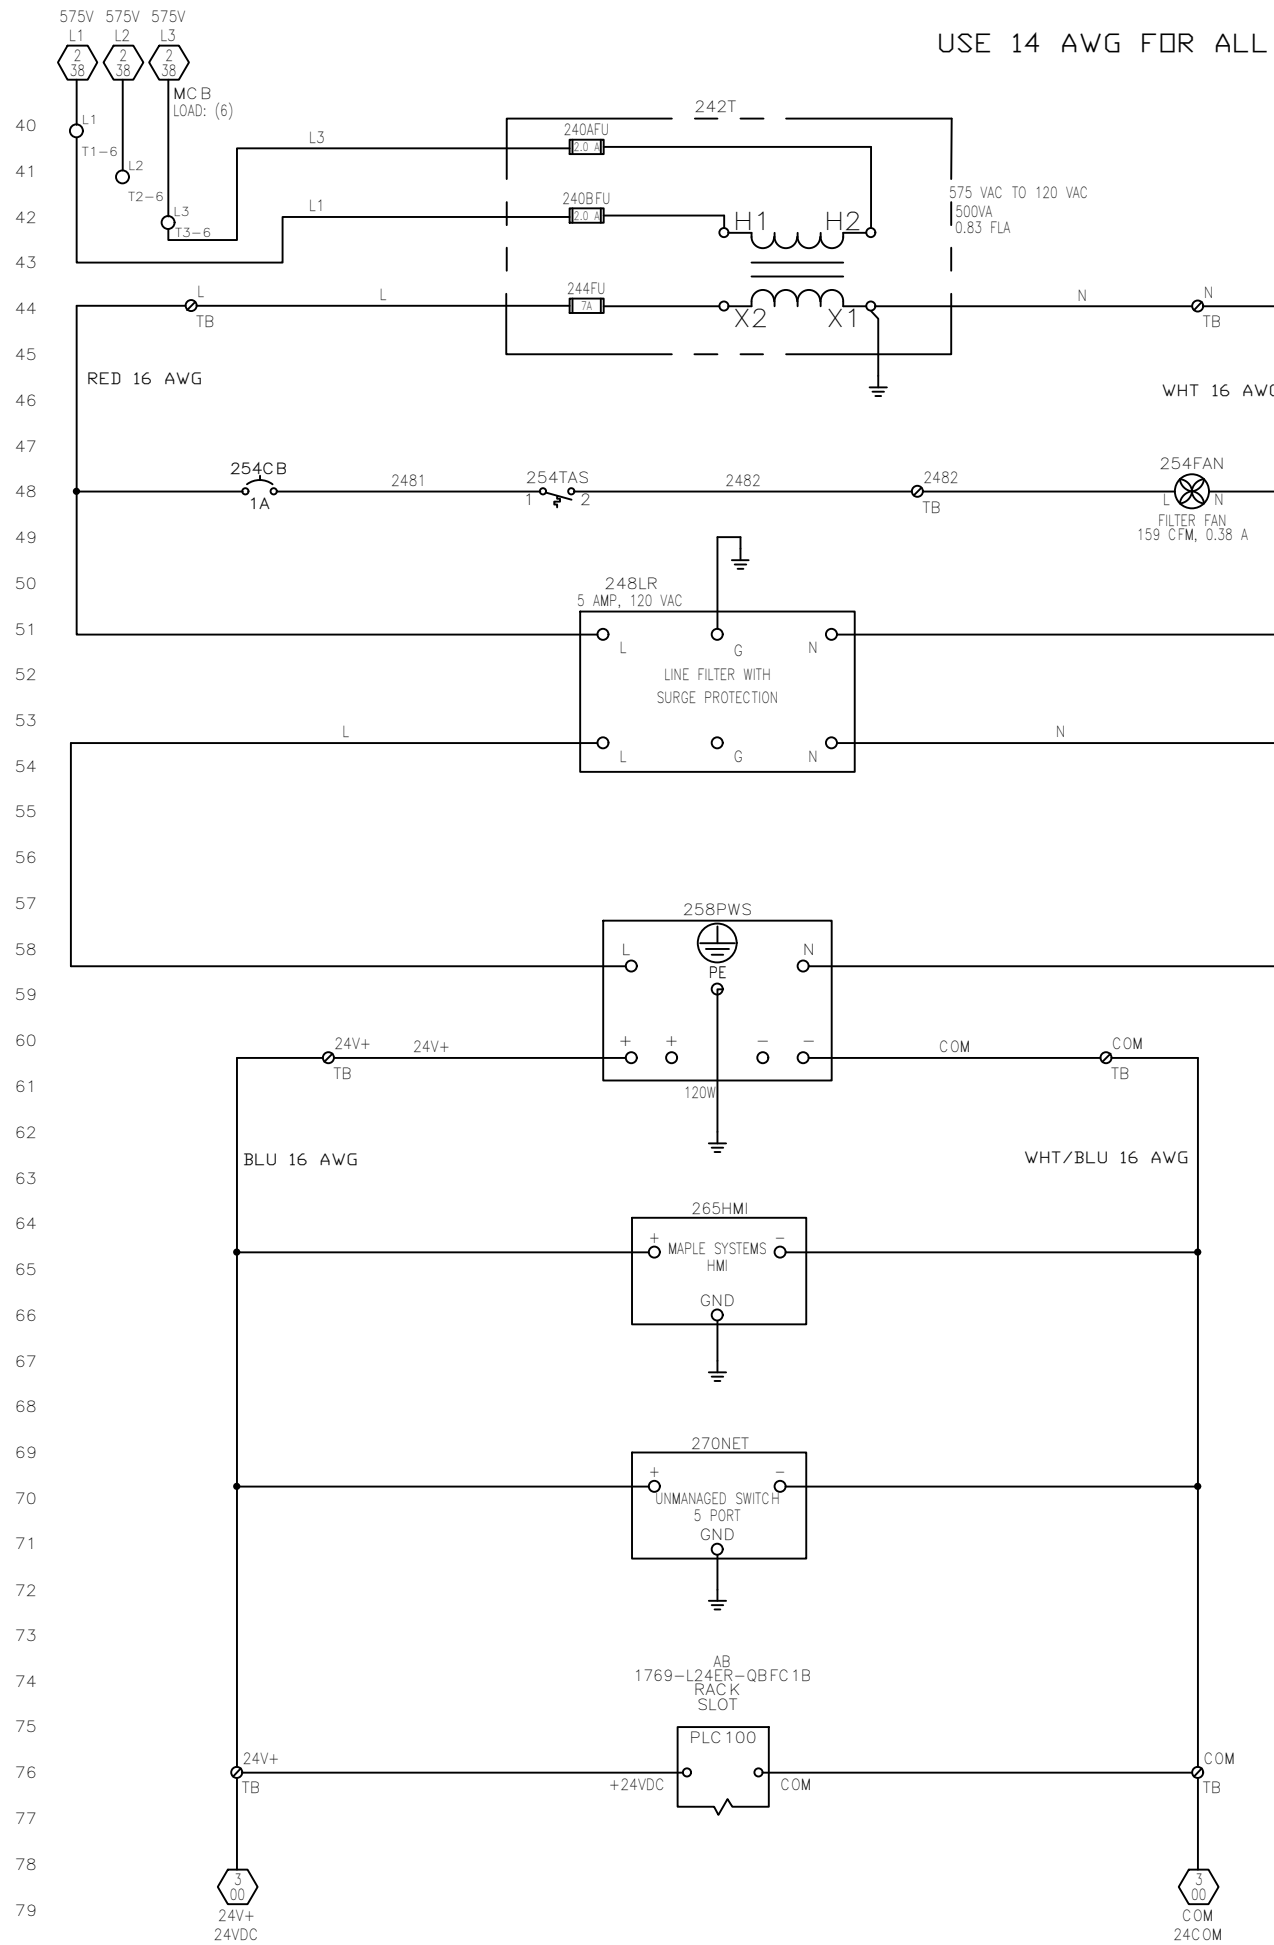 575V 575V 575V
L1 L2 L3
2 2 2
38 38 38
USE 14 AWG FOR ALL
MCB
LOAD: (6)
242T
40
L1
L3
240AFU
2.0 A
T1-6
41
L2
T2-6
575 VAC TO 120 VAC
500VA
0.83 FLA
42
L3
T3-6
L1
240BFU
2.0 A
H1 H2
43
244FU
7A
44
L
TB
L
X2 X1
N
N
TB
45
RED 16 AWG
46
WHT 16 AWG
47
254CB
254TAS
254FAN
48
1A
2481
1 2
2482
2482
TB
L N
FILTER FAN
159 CFM, 0.38 A
49
50
248LR
5 AMP, 120 VAC
51
L G N
52
LINE FILTER WITH
SURGE PROTECTION
53
L
N
54
L G N
55
56
57
258PWS
58
L N
PE
59
60
24V+
24V+
+ + - -
COM
COM
TB
TB
61
120W
62
BLU 16 AWG
WHT/BLU 16 AWG
63
64
265HMI
+ -
MAPLE SYSTEMS
HMI
65
66
GND
67
68
69
270NET
+ -
70
UNMANAGED SWITCH
5 PORT
71
GND
72
73
74
AB
1769-L24ER-QBFC1B
RACK
SLOT
75
PLC100
76
24V+
TB
+24VDC
COM
COM
TB
77
78
3
00
3
00
79
24V+
24VDC
COM
24COM